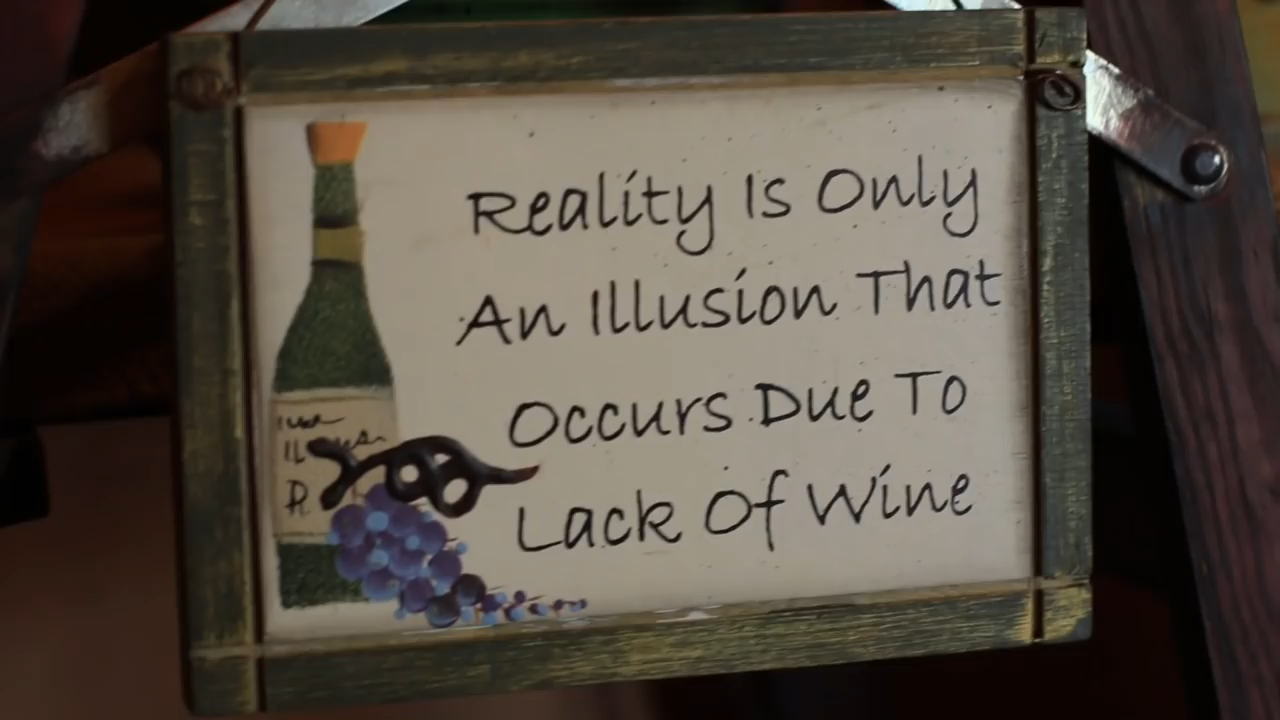 Reality Is Only
An Illusion That
Occurs Due To
Lack Of Wine